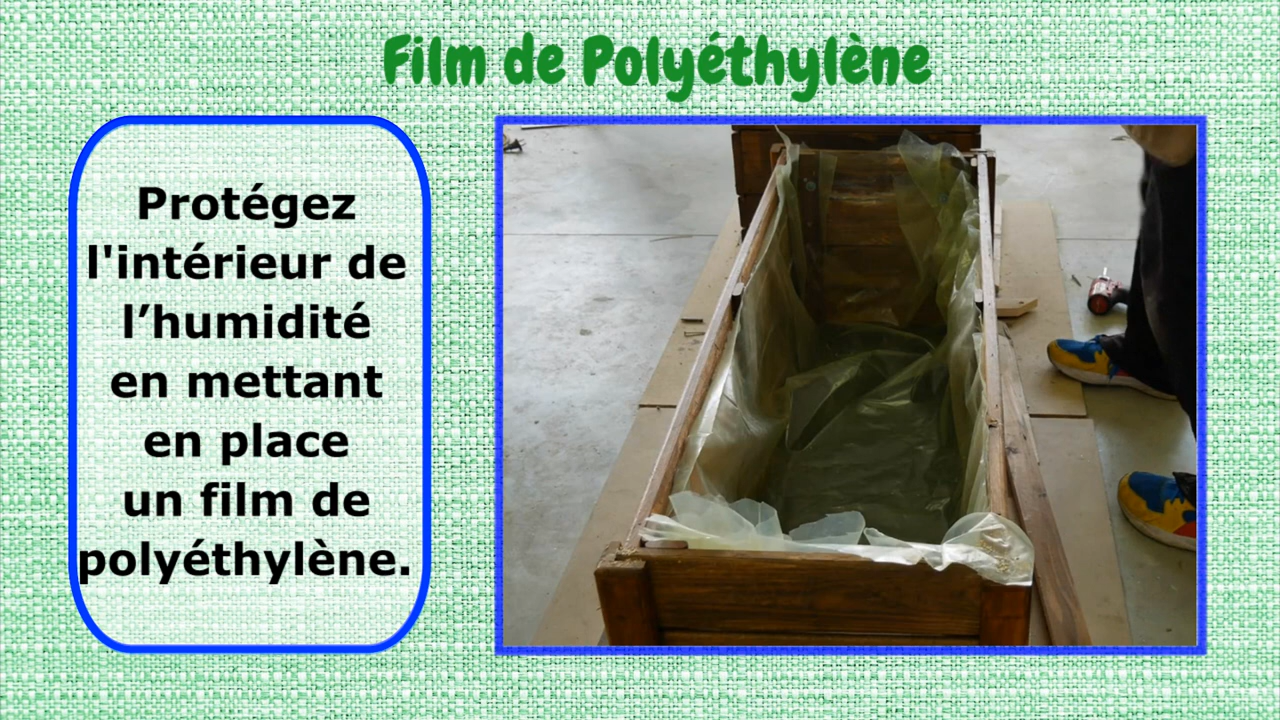 Film de Polyéthylène
Protégez
l'intérieur de
l’humidité
en mettant
en place
un film de
polyéthylène.